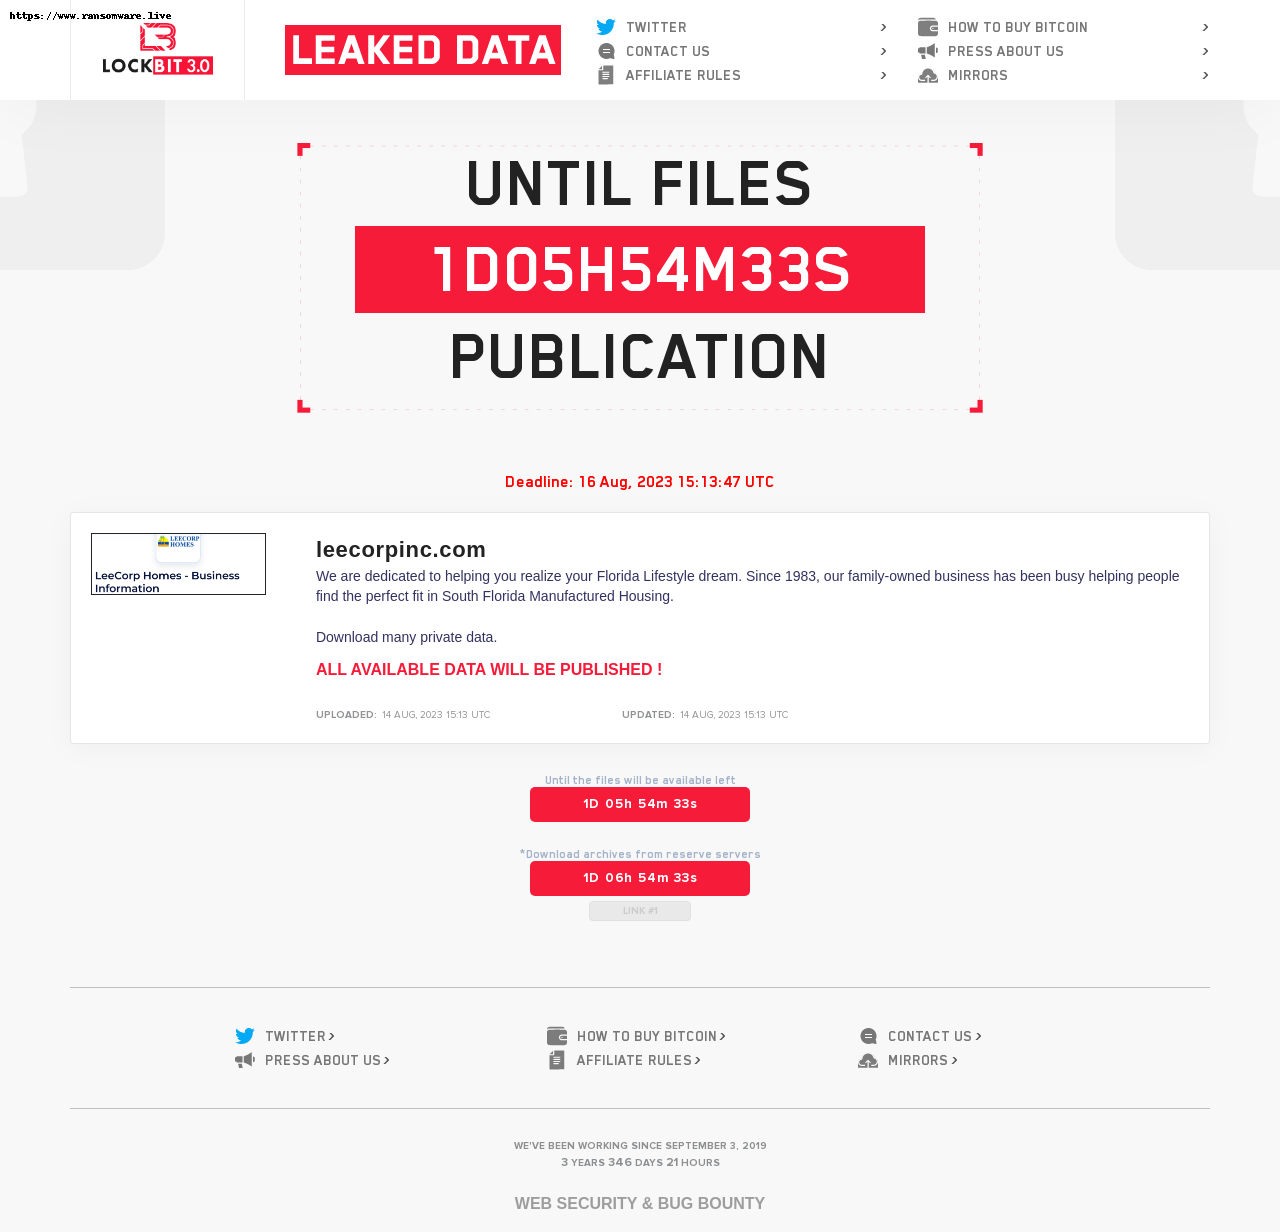 https://www.ransomware.live
LOCKBIT 3.0
LEAKED DATA
TWITTER >
CONTACT US >
AFFILIATE RULES >
HOW TO BUY BITCOIN >
PRESS ABOUT US >
MIRRORS >
UNTIL FILES
1D05H54M33S
PUBLICATION
Deadline: 16 Aug, 2023 15:13:47 UTC
LEECORP
HOMES
LeeCorp Homes - Business
Information
leecorpinc.com
We are dedicated to helping you realize your Florida Lifestyle dream. Since 1983, our family-owned business has been busy helping people
find the perfect fit in South Florida Manufactured Housing.
Download many private data.
ALL AVAILABLE DATA WILL BE PUBLISHED !
UPLOADED: 14 AUG, 2023 15:13 UTC UPDATED: 14 AUG, 2023 15:13 UTC
Until the files will be available left
1D 05h 54m 33s
*Download archives from reserve servers
1D 06h 54m 33s
LINK #1
TWITTER > HOW TO BUY BITCOIN > CONTACT US >
PRESS ABOUT US > AFFILIATE RULES > MIRRORS >
WE'VE BEEN WORKING SINCE SEPTEMBER 3, 2019
3 YEARS 346 DAYS 21 HOURS
WEB SECURITY & BUG BOUNTY